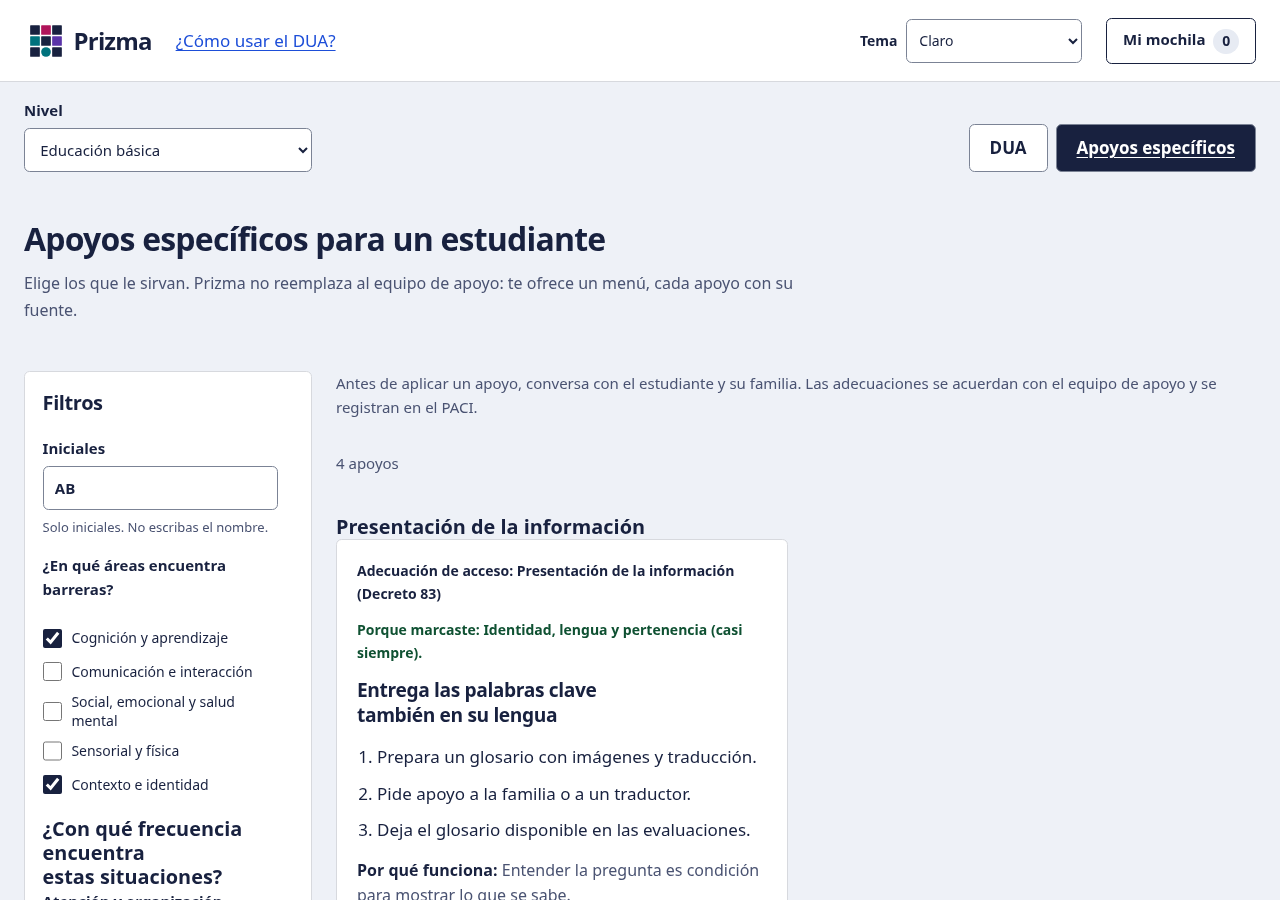 Prizma
¿Cómo usar el DUA?
Tema
Claro
Mi mochila 0
Nivel
Educación básica
DUA
Apoyos específicos
Apoyos específicos para un estudiante
Elige los que le sirvan. Prizma no reemplaza al equipo de apoyo: te ofrece un menú, cada apoyo con su
fuente.
Filtros
Iniciales
AB
Solo iniciales. No escribas el nombre.
¿En qué áreas encuentra
barreras?
Cognición y aprendizaje
Comunicación e interacción
Social, emocional y salud
mental
Sensorial y física
Contexto e identidad
¿Con qué frecuencia
encuentra
estas situaciones?
Atención y organización
Antes de aplicar un apoyo, conversa con el estudiante y su familia. Las adecuaciones se acuerdan con el equipo de apoyo y se
registran en el PACI.
4 apoyos
Presentación de la información
Adecuación de acceso: Presentación de la información
(Decreto 83)
Porque marcaste: Identidad, lengua y pertenencia (casi
siempre).
Entrega las palabras clave
también en su lengua
1. Prepara un glosario con imágenes y traducción.
2. Pide apoyo a la familia o a un traductor.
3. Deja el glosario disponible en las evaluaciones.
Por qué funciona: Entender la pregunta es condición
para mostrar lo que se sabe.